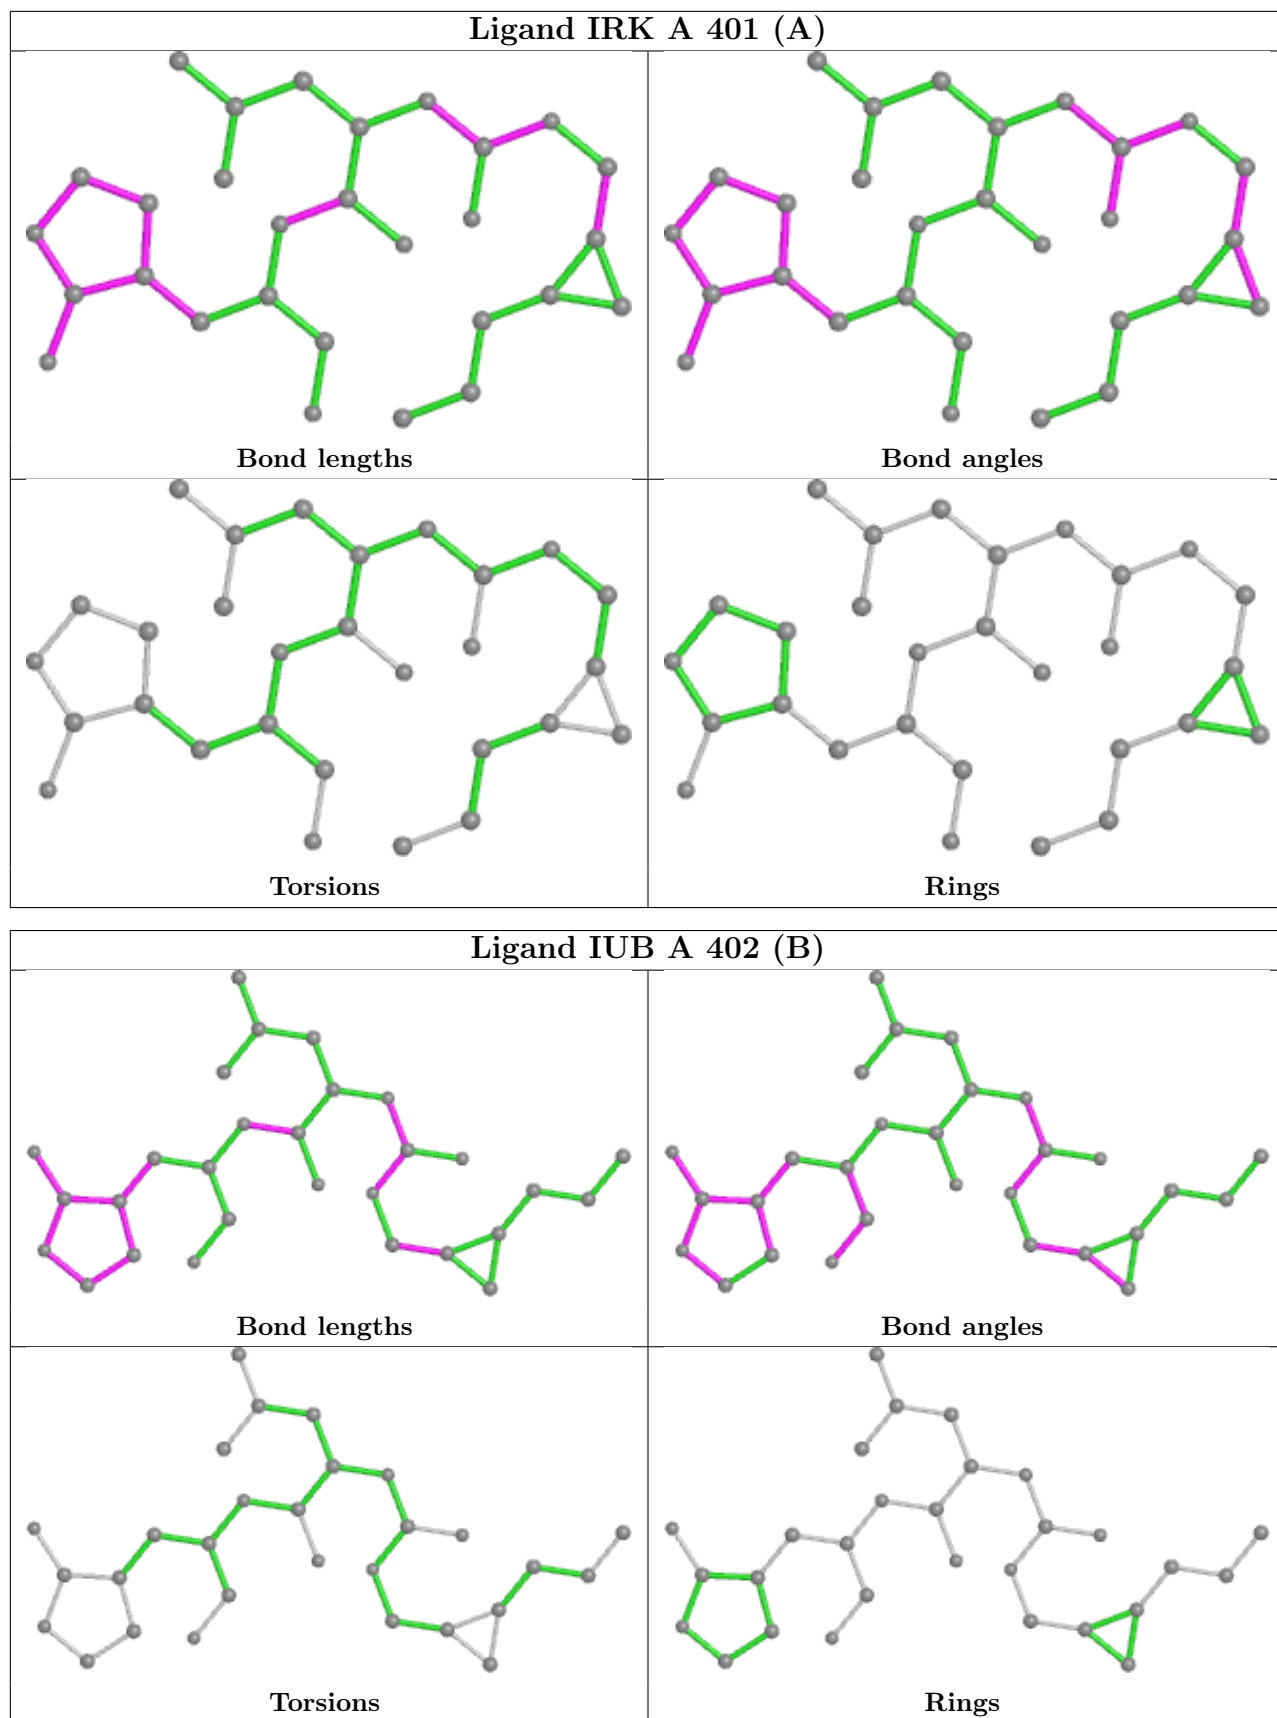 Ligand IRK A 401 (A)
Bond lengths
Bond angles
Torsions
Rings
Ligand IUB A 402 (B)
Bond lengths
Bond angles
Torsions
Rings